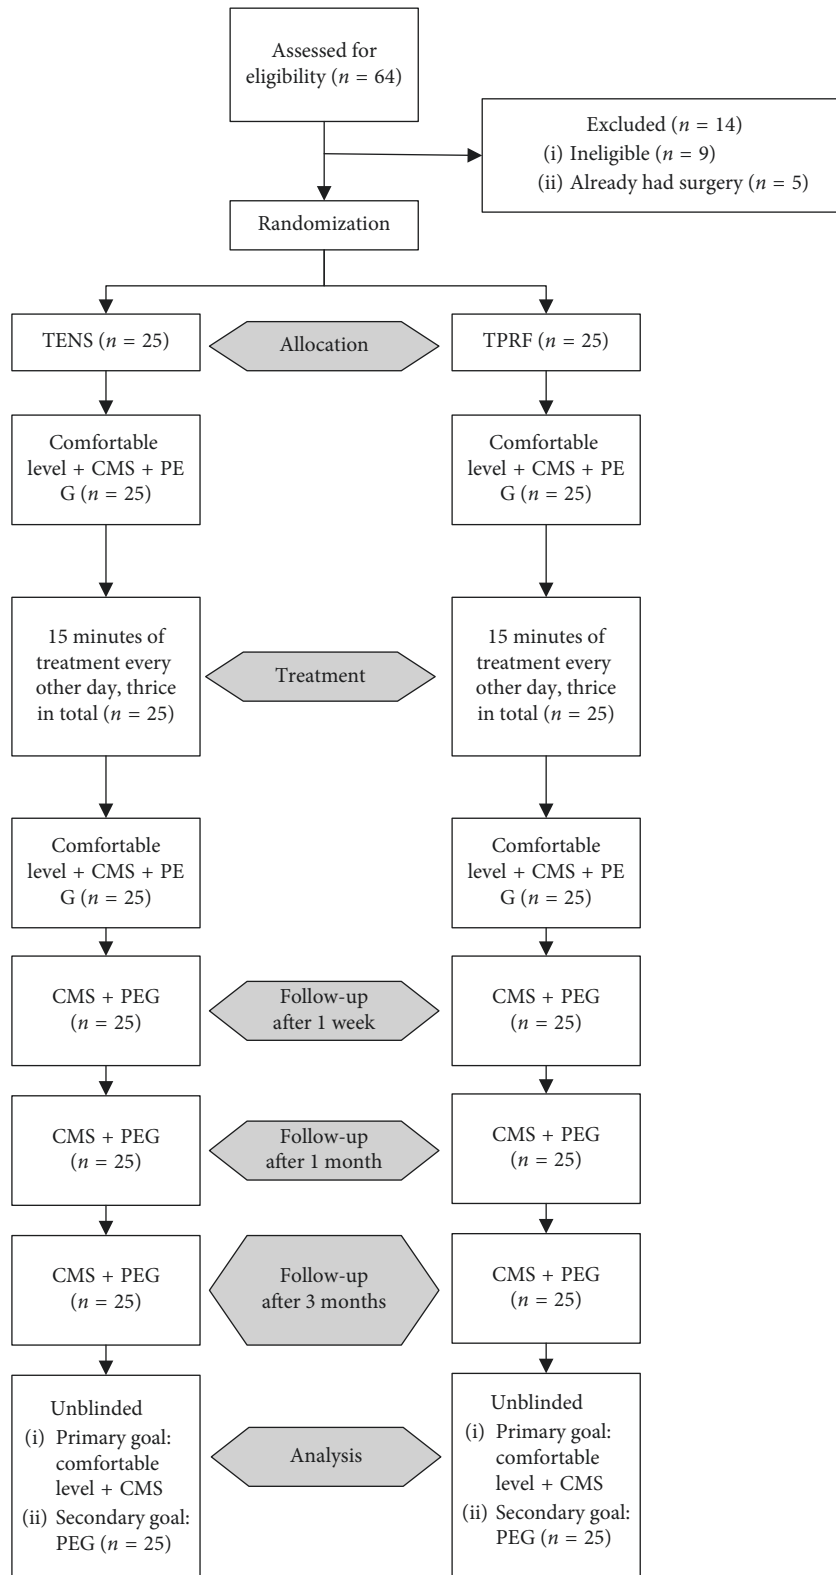 Assessed for
eligibility (n = 64)
Excluded (n = 14)
(i) Ineligible (n = 9)
(ii) Already had surgery (n = 5)
Randomization
TENS (n = 25)
Allocation
TPRF (n = 25)
Comfortable
level + CMS + PE
G (n = 25)
Comfortable
level + CMS + PE
G (n = 25)
15 minutes of
treatment every
other day, thrice
in total (n = 25)
Treatment
15 minutes of
treatment every
other day, thrice
in total (n = 25)
Comfortable
level + CMS + PE
G (n = 25)
Comfortable
level + CMS + PE
G (n = 25)
CMS + PEG
(n = 25)
Follow-up
after 1 week
CMS + PEG
(n = 25)
CMS + PEG
(n = 25)
Follow-up
after 1 month
CMS + PEG
(n = 25)
CMS + PEG
(n = 25)
Follow-up
after 3 months
CMS + PEG
(n = 25)
Unblinded
(i) Primary goal:
comfortable
level + CMS
(ii) Secondary goal:
PEG (n = 25)
Analysis
Unblinded
(i) Primary goal:
comfortable
level + CMS
(ii) Secondary goal:
PEG (n = 25)